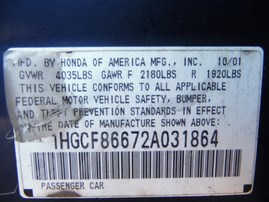 MFD. BY HONDA OF AMERICA MFG., INC. 10/01
GVWR 4035LBS GAWR F 2180LBS R 1920LBS
THIS VEHICLE CONFORMS TO ALL APPLICABLE
FEDERAL MOTOR VEHICLE SAFETY, BUMPER,
AND THEFT PREVENTION STANDARDS IN EFFECT
ON THE DATE OF MANUFACTURE SHOWN ABOVE.
1HGCF86672A031864
PASSENGER CAR